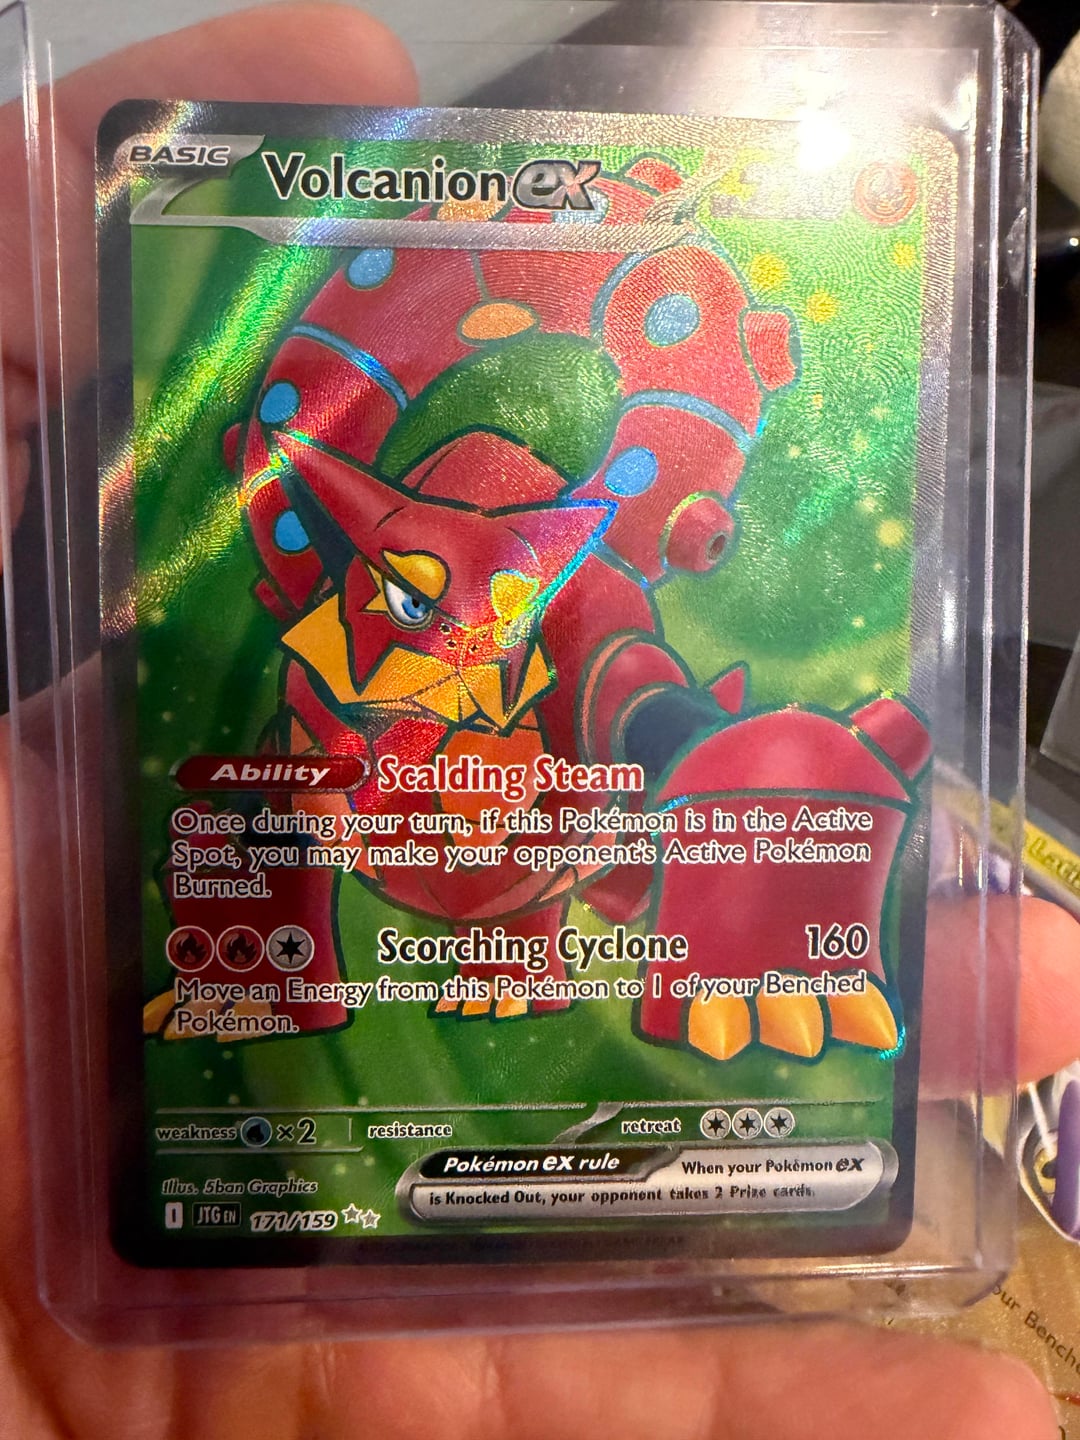 BASIC
Volcanion ex
Ability Scalding Steam
Once during your turn, if this Pokémon is in the Active
Spot, you may make your opponent's Active Pokémon
Burned.
Scorching Cyclone 160
Move an Energy from this Pokémon to 1 of your Benched
Pokémon.
weakness ×2 resistance retreat
Pokémon ex rule When your Pokémon ex
is Knocked Out, your opponent takes 2 Prize cards.
Illus. 5ban Graphics
I JTG EN 171/159
our Benche